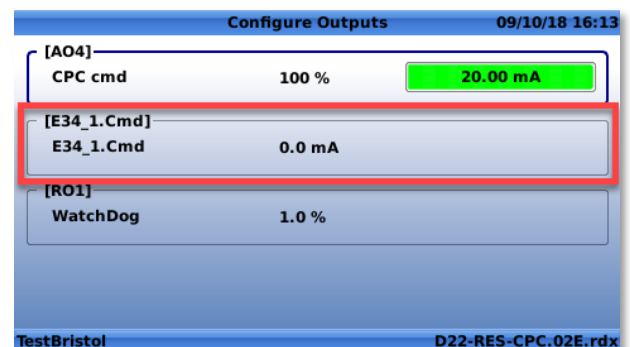 Configure Outputs 09/10/18 16:13
[AO4]
CPC cmd 100 % 20.00 mA
[E34_1.Cmd]
E34_1.Cmd 0.0 mA
[RO1]
WatchDog 1.0 %
TestBristol D22-RES-CPC.02E.rdx